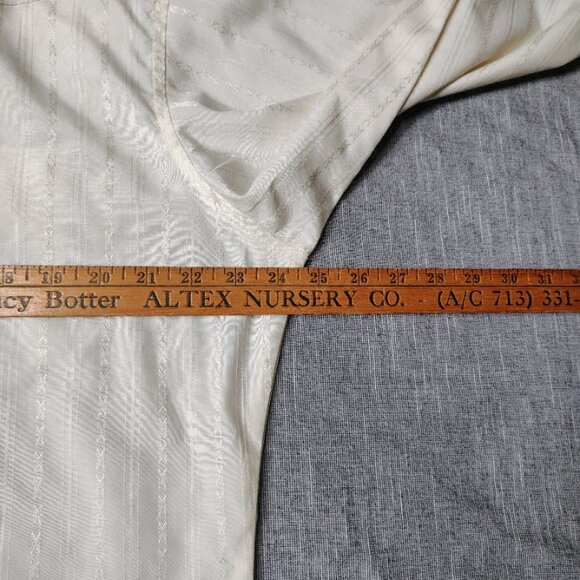 8 19 20 21 22 23 24 25 26 27 28 29 30 31
cy Botter ALTEX NURSERY CO. (A/C 713) 331-